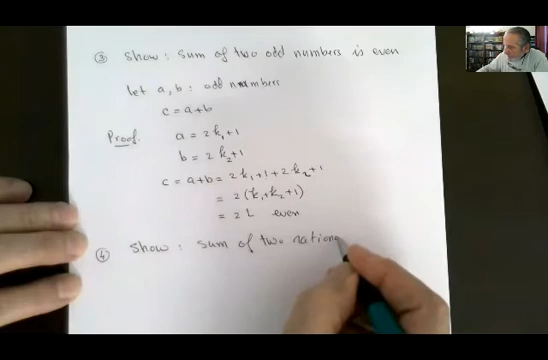 ③ Show: Sum of two odd numbers is even
let a, b: odd numbers
c = a+b
Proof. a = 2k₁+1
b = 2k₂+1
c = a+b = 2k₁+1+2k₂+1
= 2(k₁+k₂+1)
= 2L even
④ Show: sum of two rationa